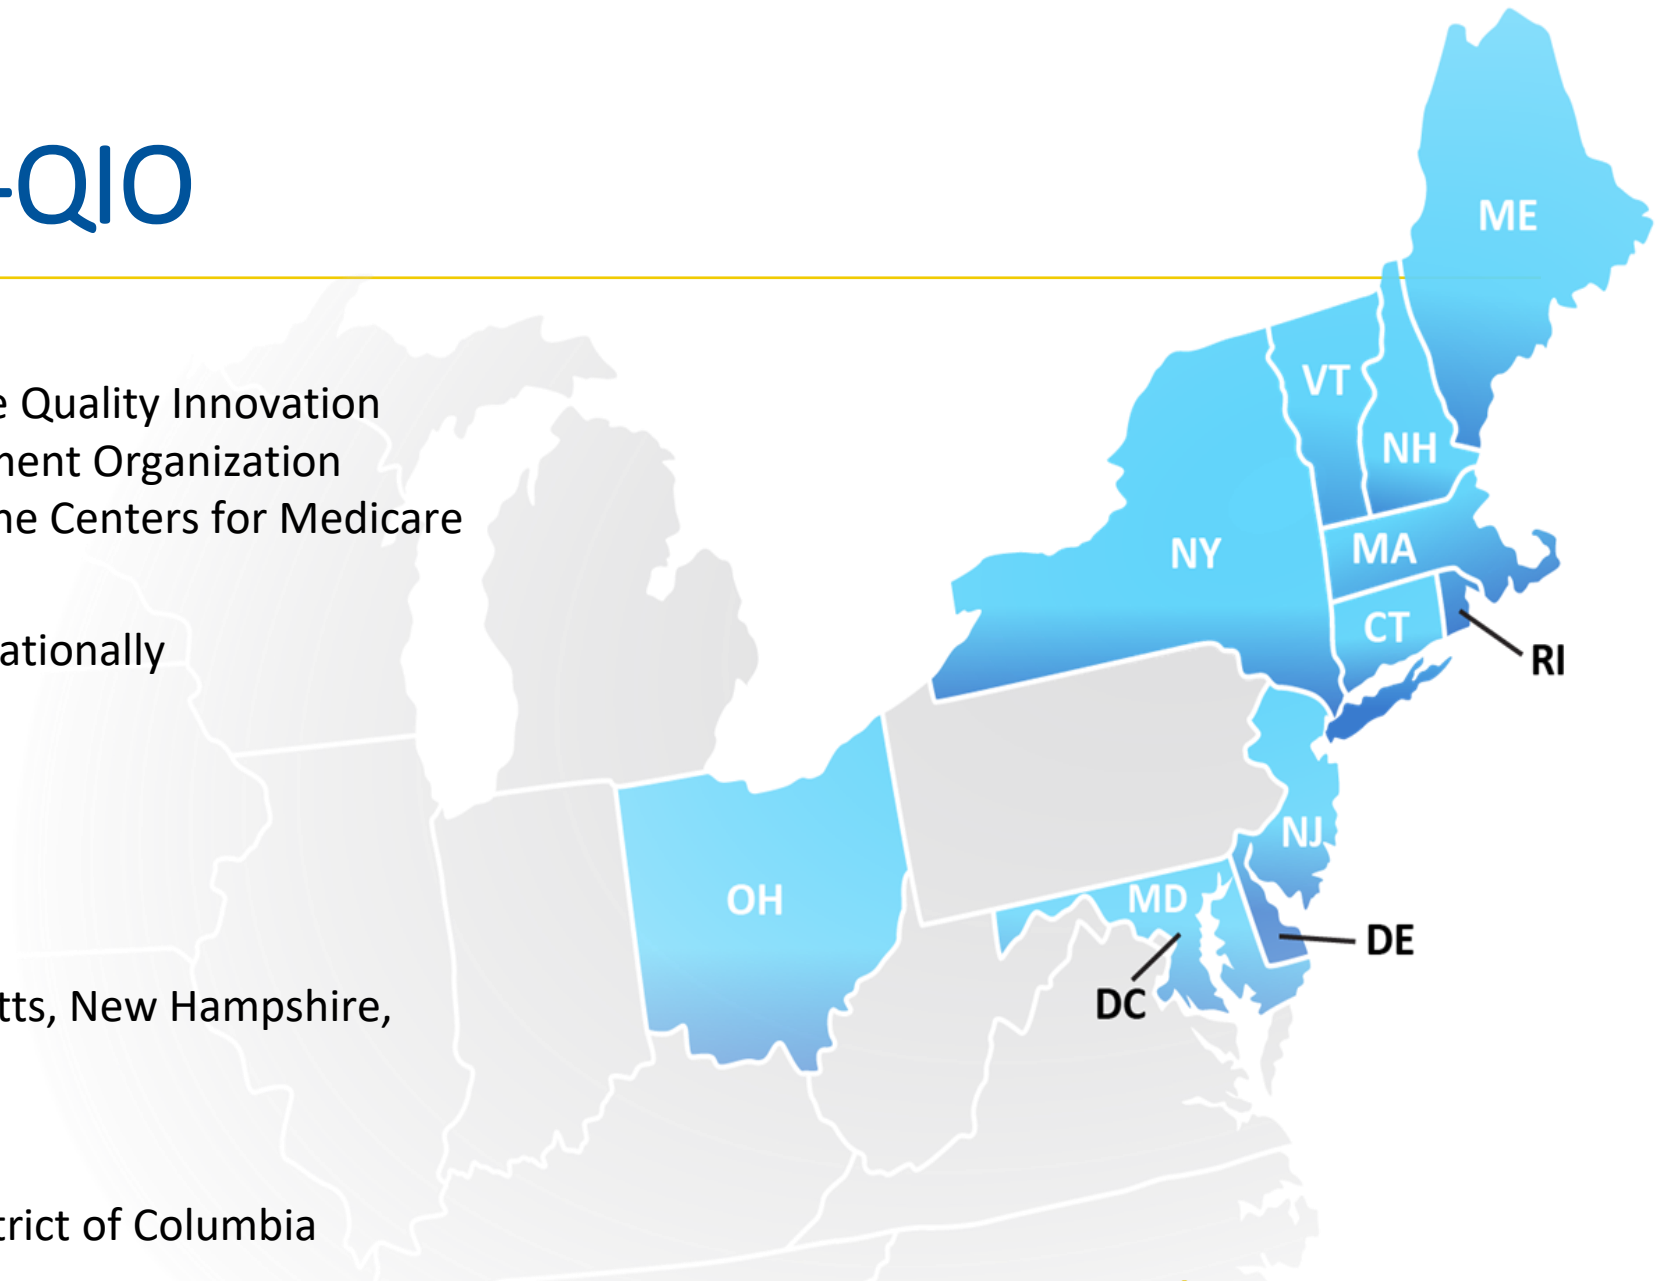 -QIO
e Quality Innovation
ment Organization
he Centers for Medicare
ationally
tts, New Hampshire,
trict of Columbia
ME
VT
NH
NY
MA
CT
RI
NJ
OH
MD
DE
DC